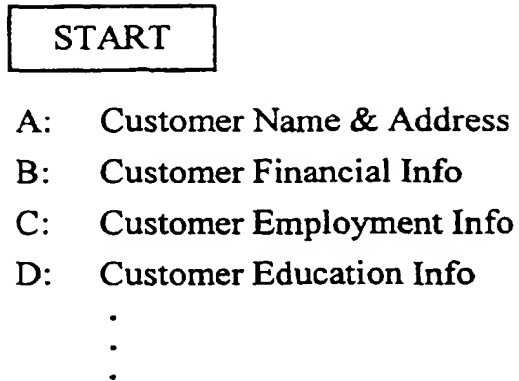 START
A: Customer Name & Address
B: Customer Financial Info
C: Customer Employment Info
D: Customer Education Info
.
.
.